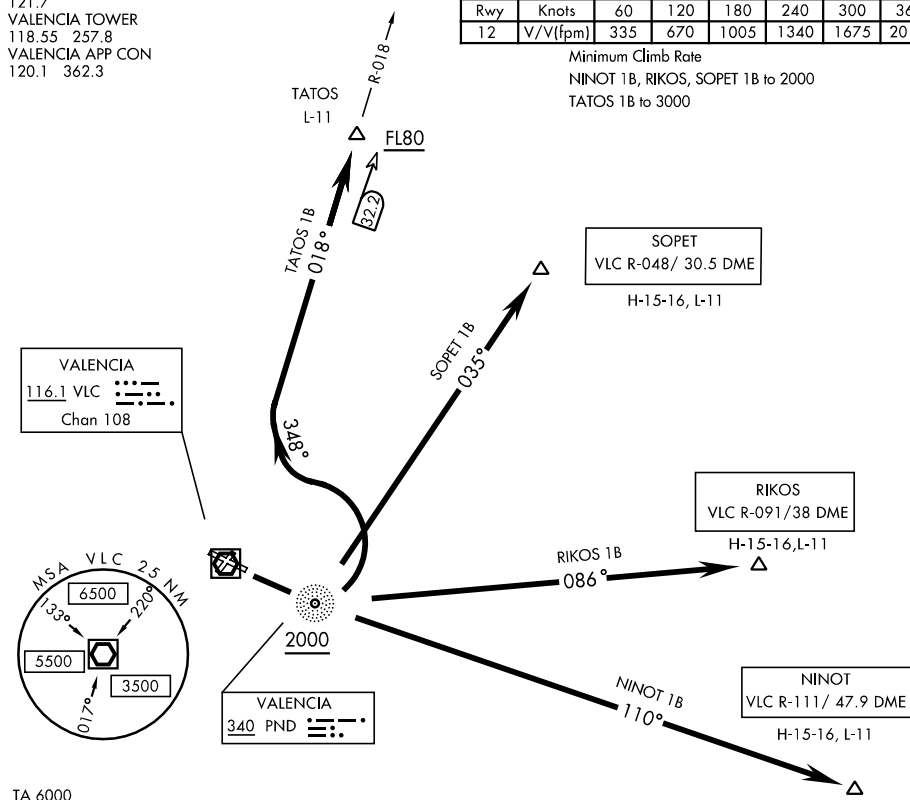 121.7
VALENCIA TOWER
118.55 257.8
VALENCIA APP CON
120.1 362.3
Rwy Knots 60 120 180 240 300
12 V/V(fpm) 335 670 1005 1340 1675
Minimum Climb Rate
NINOT 1B, RIKOS, SOPET 1B to 2000
TATOS 1B to 3000
R-018
TATOS
L-11
FL80
32.2
TATOS 1B
018°
SOPET
VLC R-048/ 30.5 DME
H-15-16, L-11
SOPET 1B
035°
VALENCIA
116.1 VLC
Chan 108
348°
RIKOS
VLC R-091/38 DME
H-15-16,L-11
RIKOS 1B
086°
MSA VLC 25 NM
6500
133°
220°
5500
3500
017°
2000
VALENCIA
340 PND
NINOT 1B
110°
NINOT
VLC R-111/ 47.9 DME
H-15-16, L-11
TA 6000